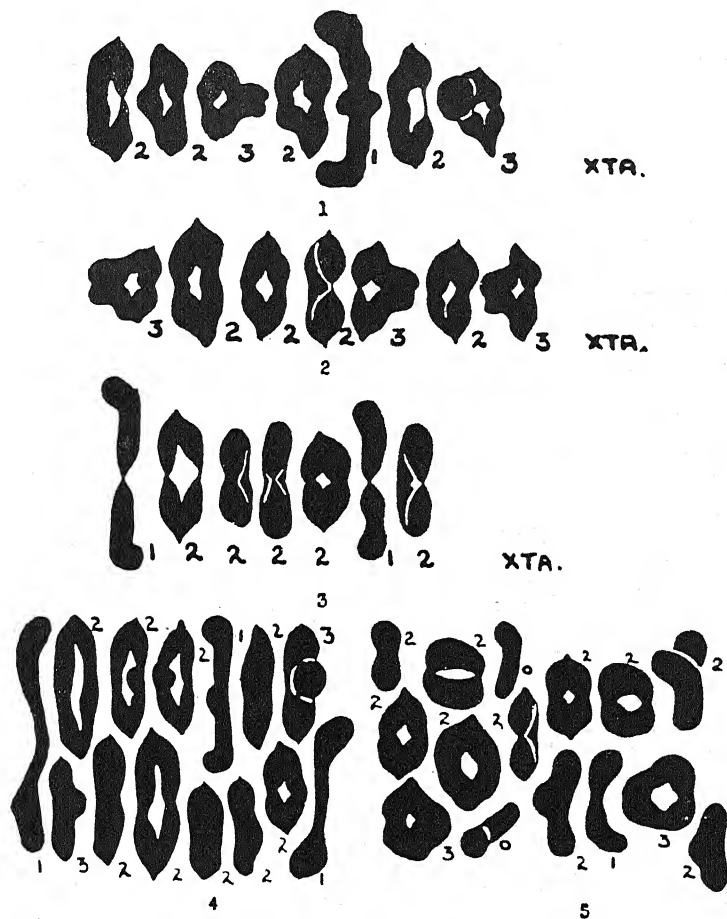 2 2 3 2 1 2 3 XTA.
1
3 2 2 2 3 2 3 XTA.
2
1 2 2 2 2 1 2 XTA.
3
2 2 2 1 2 3
1 3 2 2 2 2 2 1
4
2 2 0 2 2
2 2 2 2 2
3 0 2 1 3 2
5